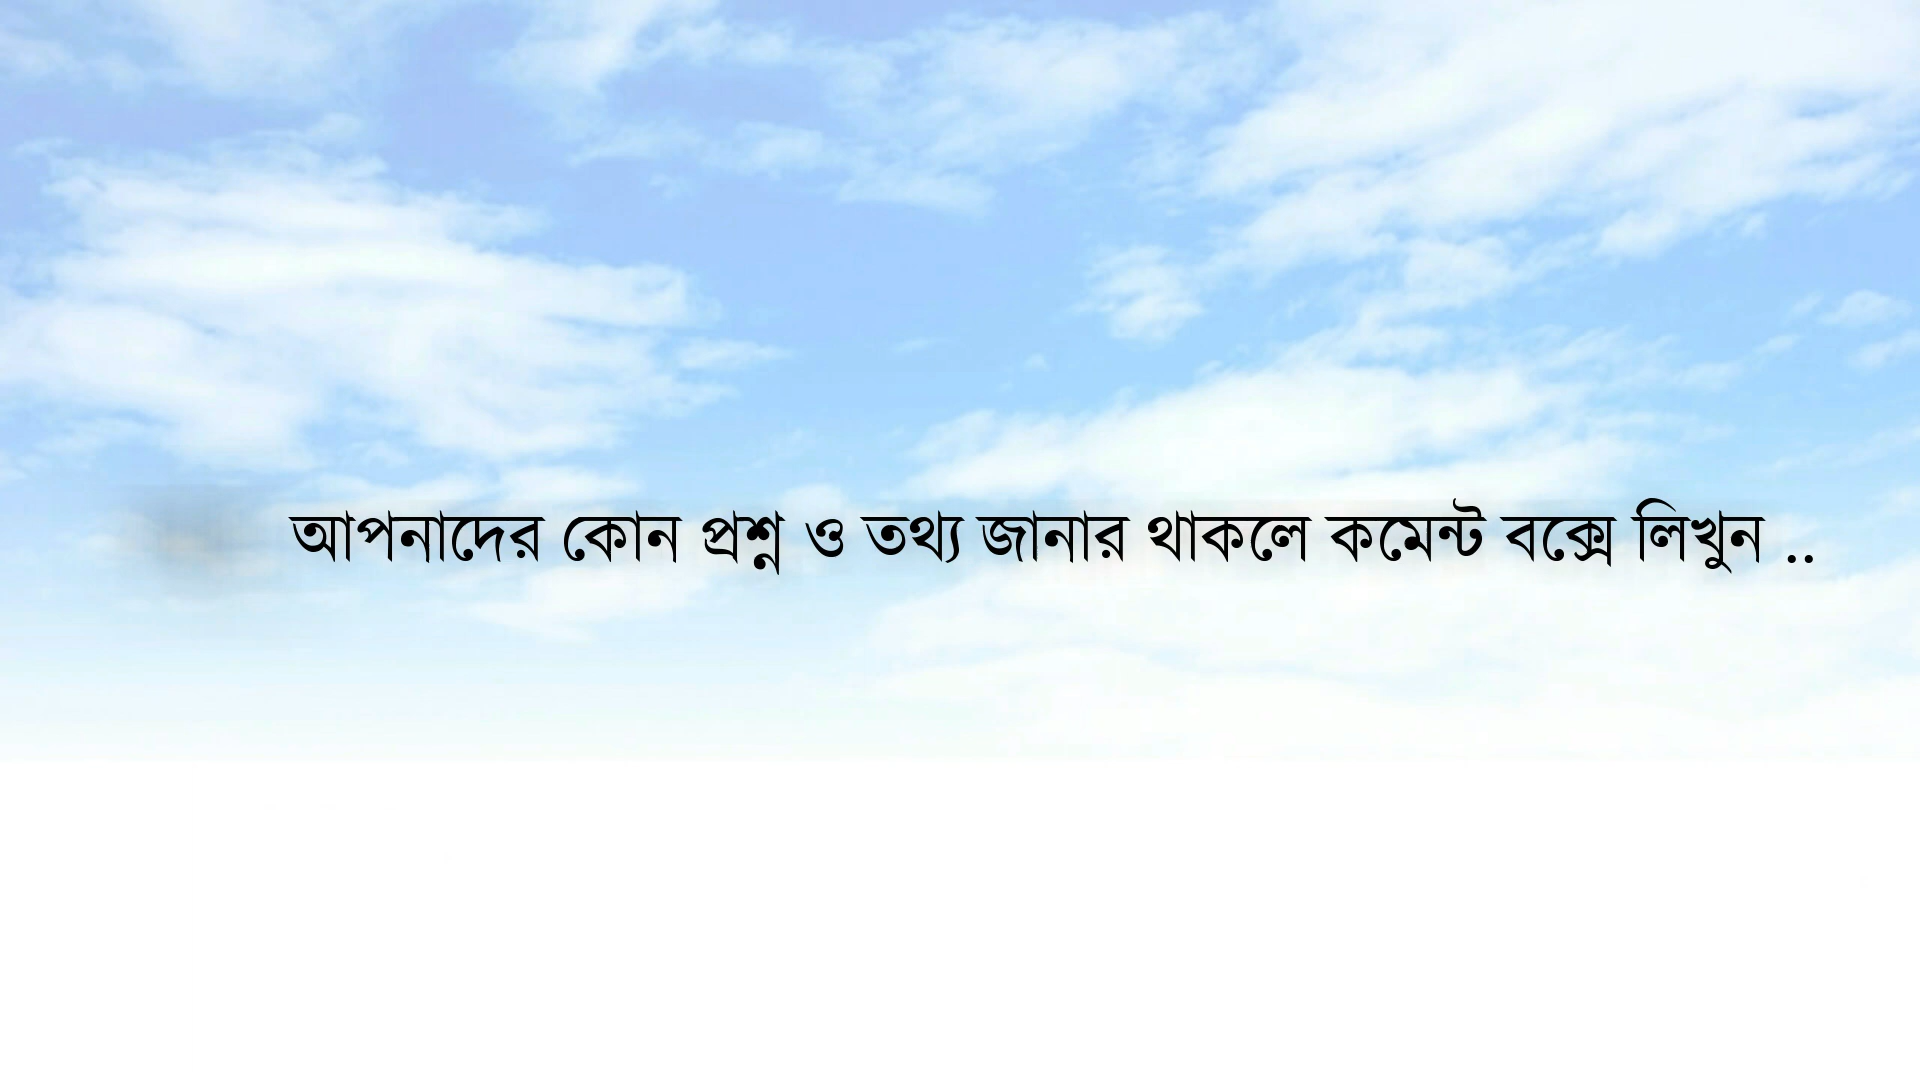 আপনাদের কোন প্রশ্ন ও তথ্য জানার থাকলে কমেন্ট বক্সে লিখুন ..